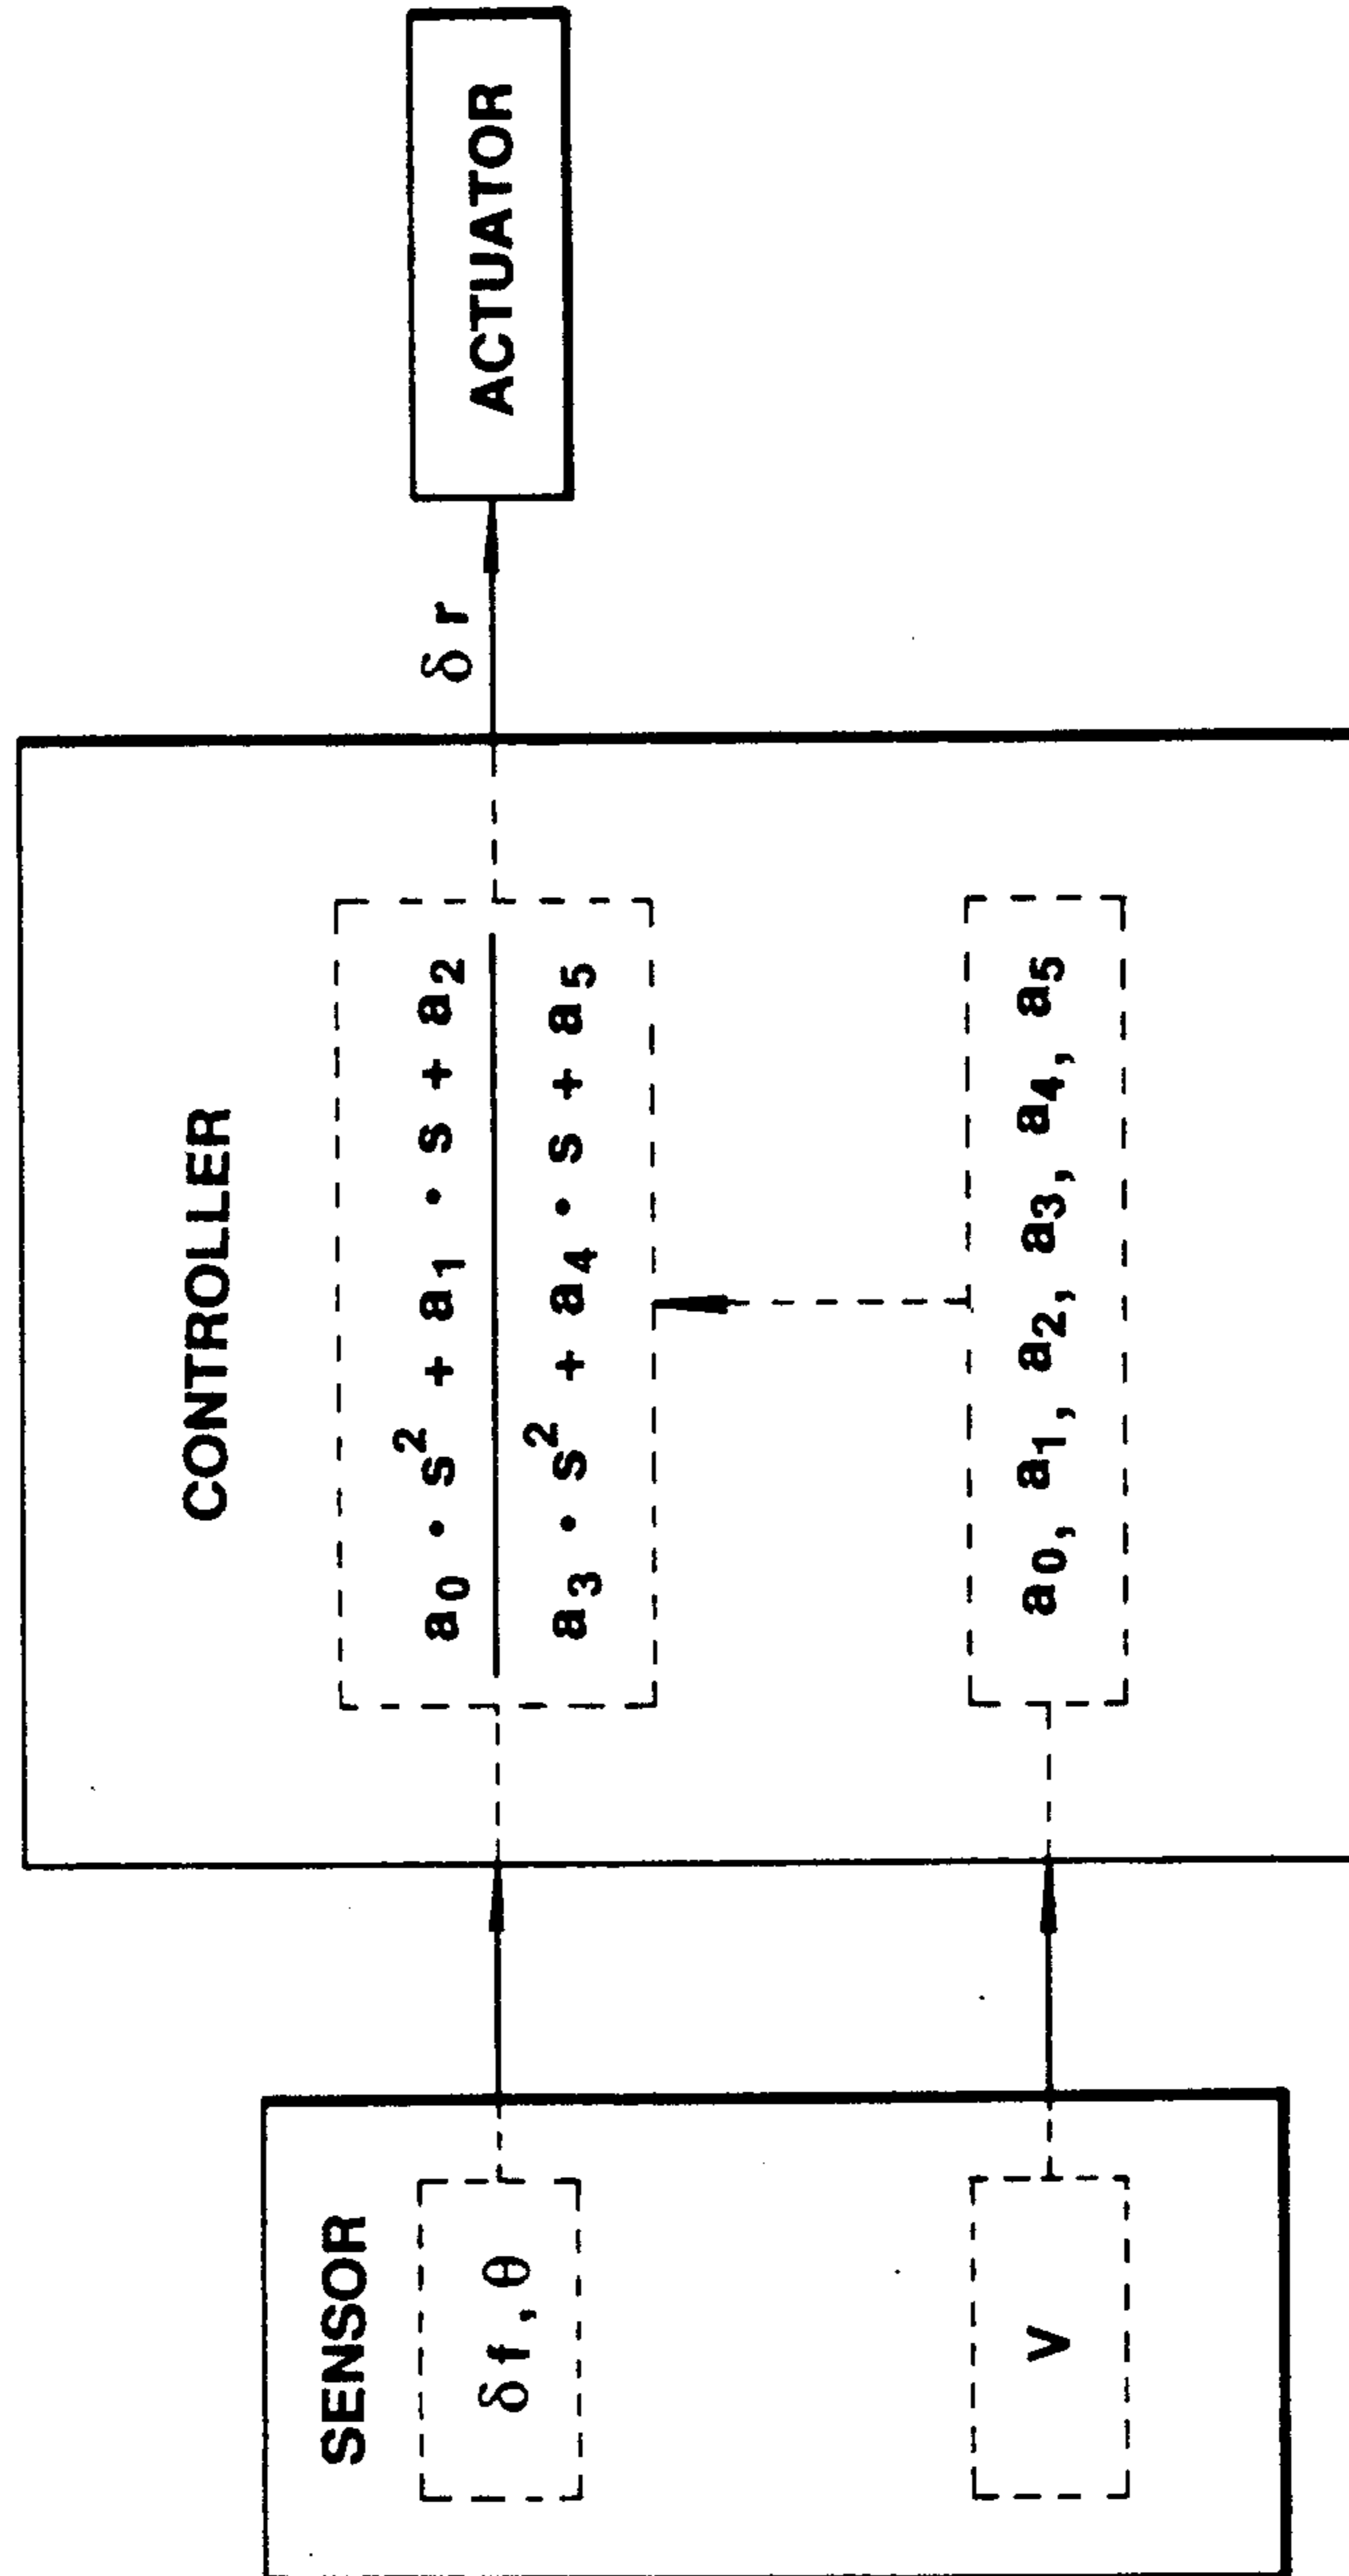 SENSOR
δf, θ
V
CONTROLLER
a₀ · s² + a₁ · s + a₂
a₃ · s² + a₄ · s + a₅
a₀, a₁, a₂, a₃, a₄, a₅
δr
ACTUATOR